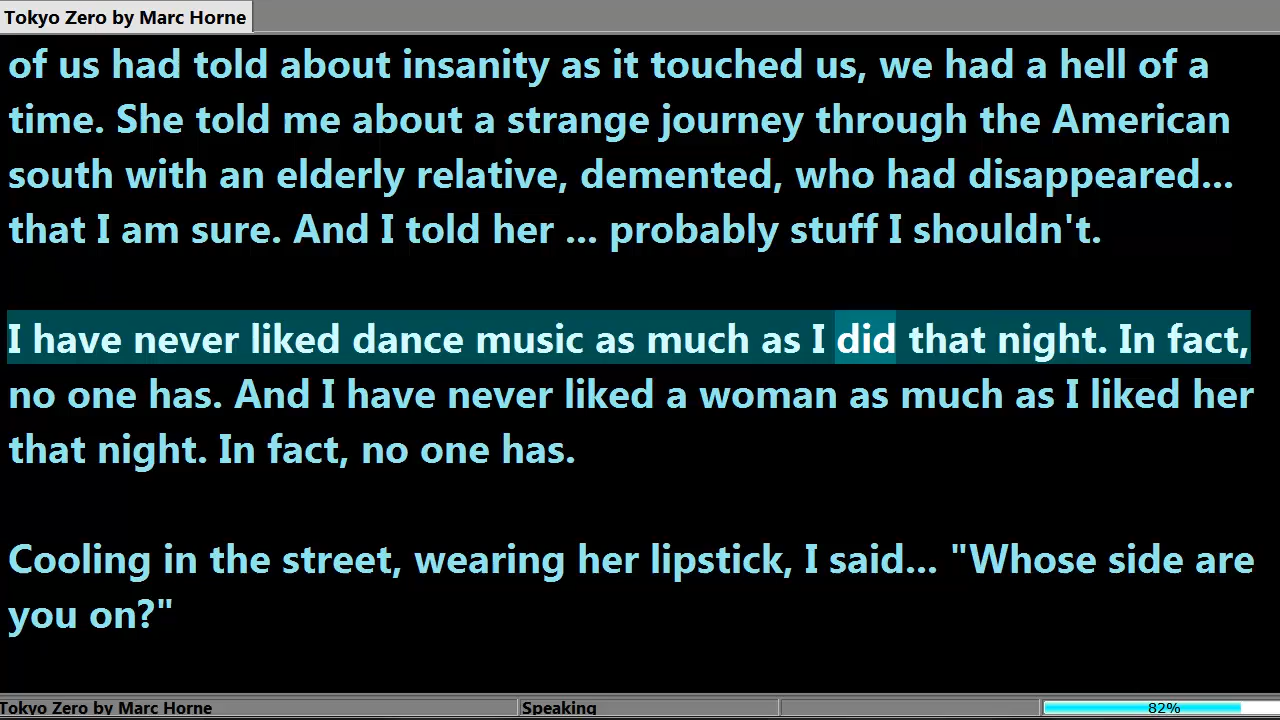 Tokyo Zero by Marc Horne
of us had told about insanity as it touched us, we had a hell of a
time. She told me about a strange journey through the American
south with an elderly relative, demented, who had disappeared...
that I am sure. And I told her ... probably stuff I shouldn't.
I have never liked dance music as much as I did that night. In fact,
no one has. And I have never liked a woman as much as I liked her
that night. In fact, no one has.
Cooling in the street, wearing her lipstick, I said... "Whose side are
you on?"
Tokyo Zero by Marc Horne Speaking 82%